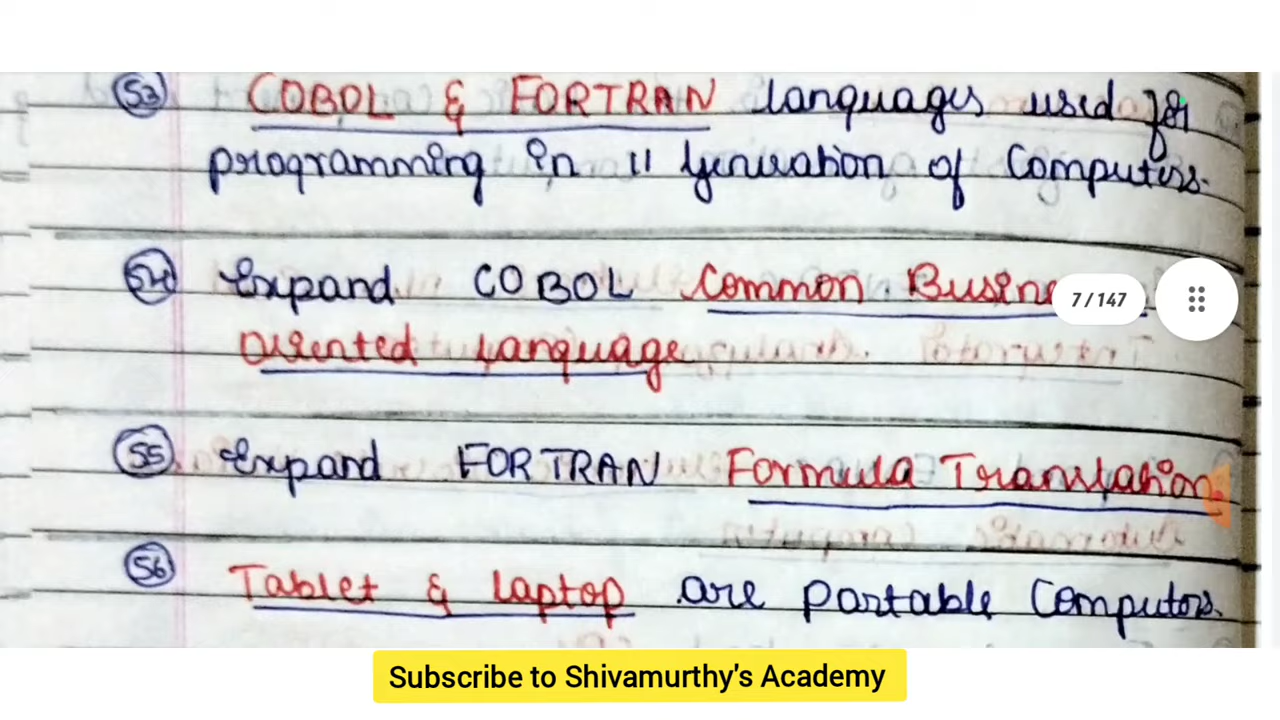 53 COBOL & FORTRAN languages used for
programming in II Generation of Computers.
54 Expand COBOL Common Busine
7/147
Oriented Language
55 Expand FORTRAN Formula Translation
56 Tablet & Laptop are Portable Computors.
Subscribe to Shivamurthy's Academy